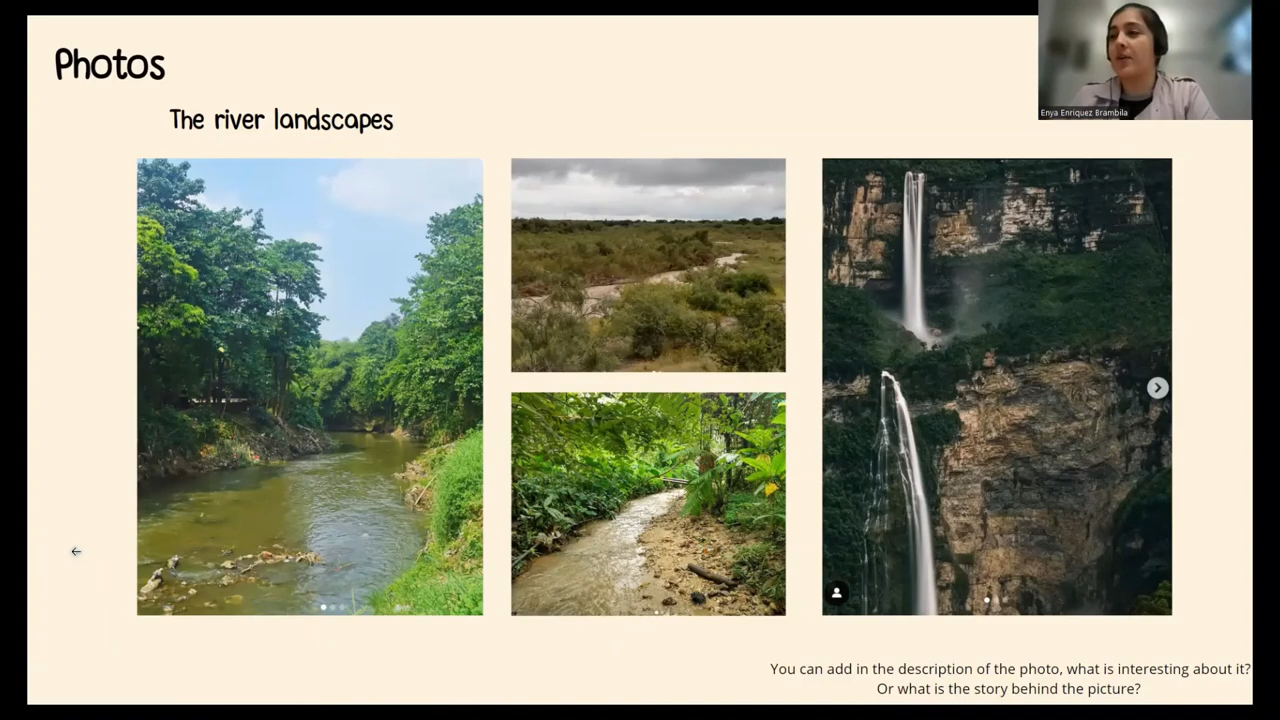 Photos
The river landscapes
Enya Enriquez Brambila
You can add in the description of the photo, what is interesting about it?
Or what is the story behind the picture?